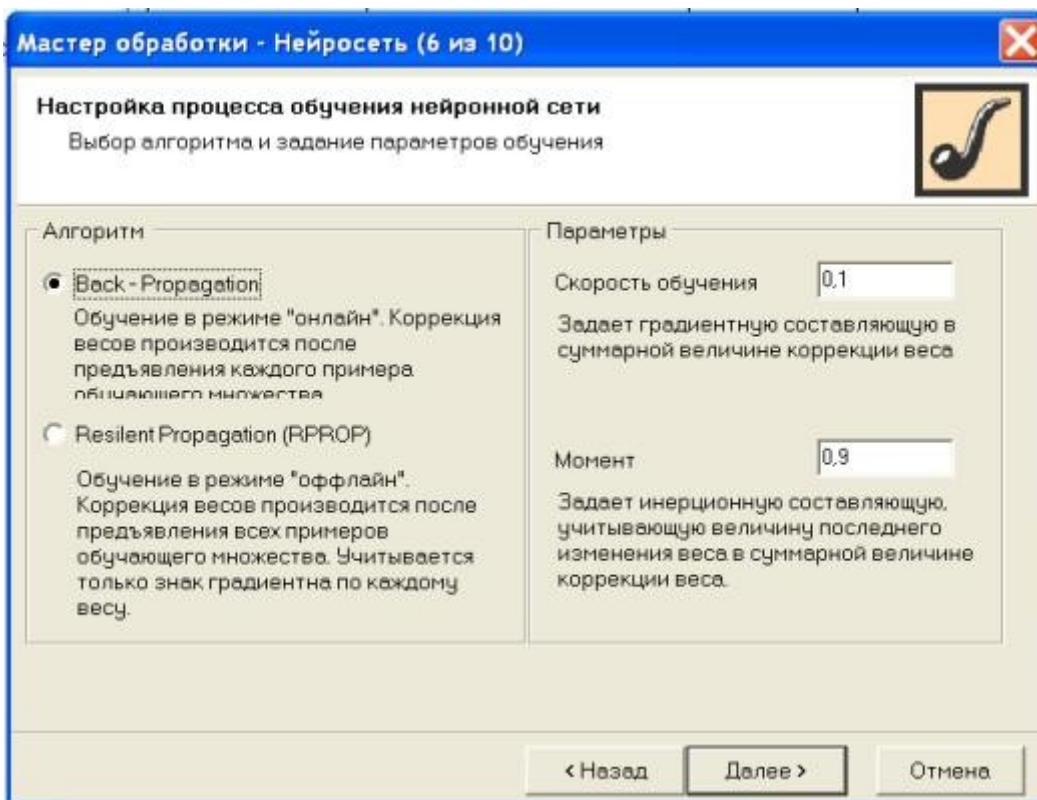 Мастер обработки - Нейросеть (6 из 10)
Настройка процесса обучения нейронной сети
Выбор алгоритма и задание параметров обучения
Алгоритм
Back - Propagation
Обучение в режиме "онлайн". Коррекция
весов производится после
предъявления каждого примера
обучающего множества
Resilent Propagation (RPROP)
Обучение в режиме "оффлайн".
Коррекция весов производится после
предъявления всех примеров
обучающего множества. Учитывается
только знак градиентна по каждому
весу.
Параметры
Скорость обучения 0,1
Задает градиентную составляющую в
суммарной величине коррекции веса
Момент 0,9
Задает инерционную составляющую,
учитывающую величину последнего
изменения веса в суммарной величине
коррекции веса.
< Назад
Далее >
Отмена